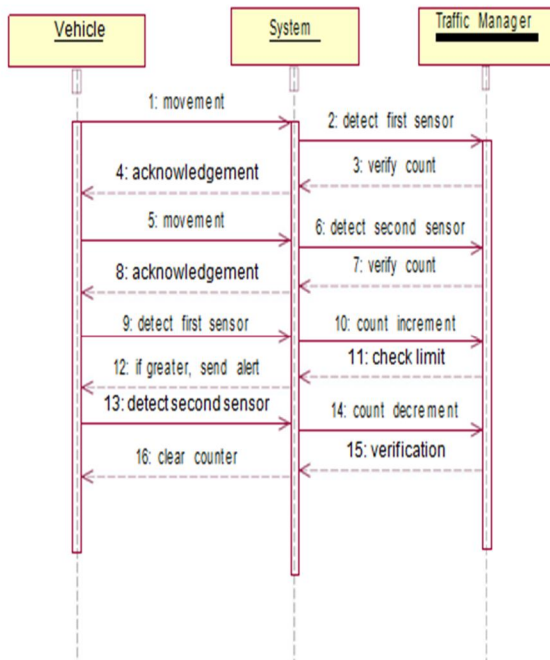 Vehicle
System
Traffic Manager
1: movement
2: detect first sensor
3: verify count
4: acknowledgement
5: movement
6: detect second sensor
7: verify count
8: acknowledgement
9: detect first sensor
10: count increment
11: check limit
12: if greater, send alert
13: detect second sensor
14: count decrement
15: verification
16: clear counter